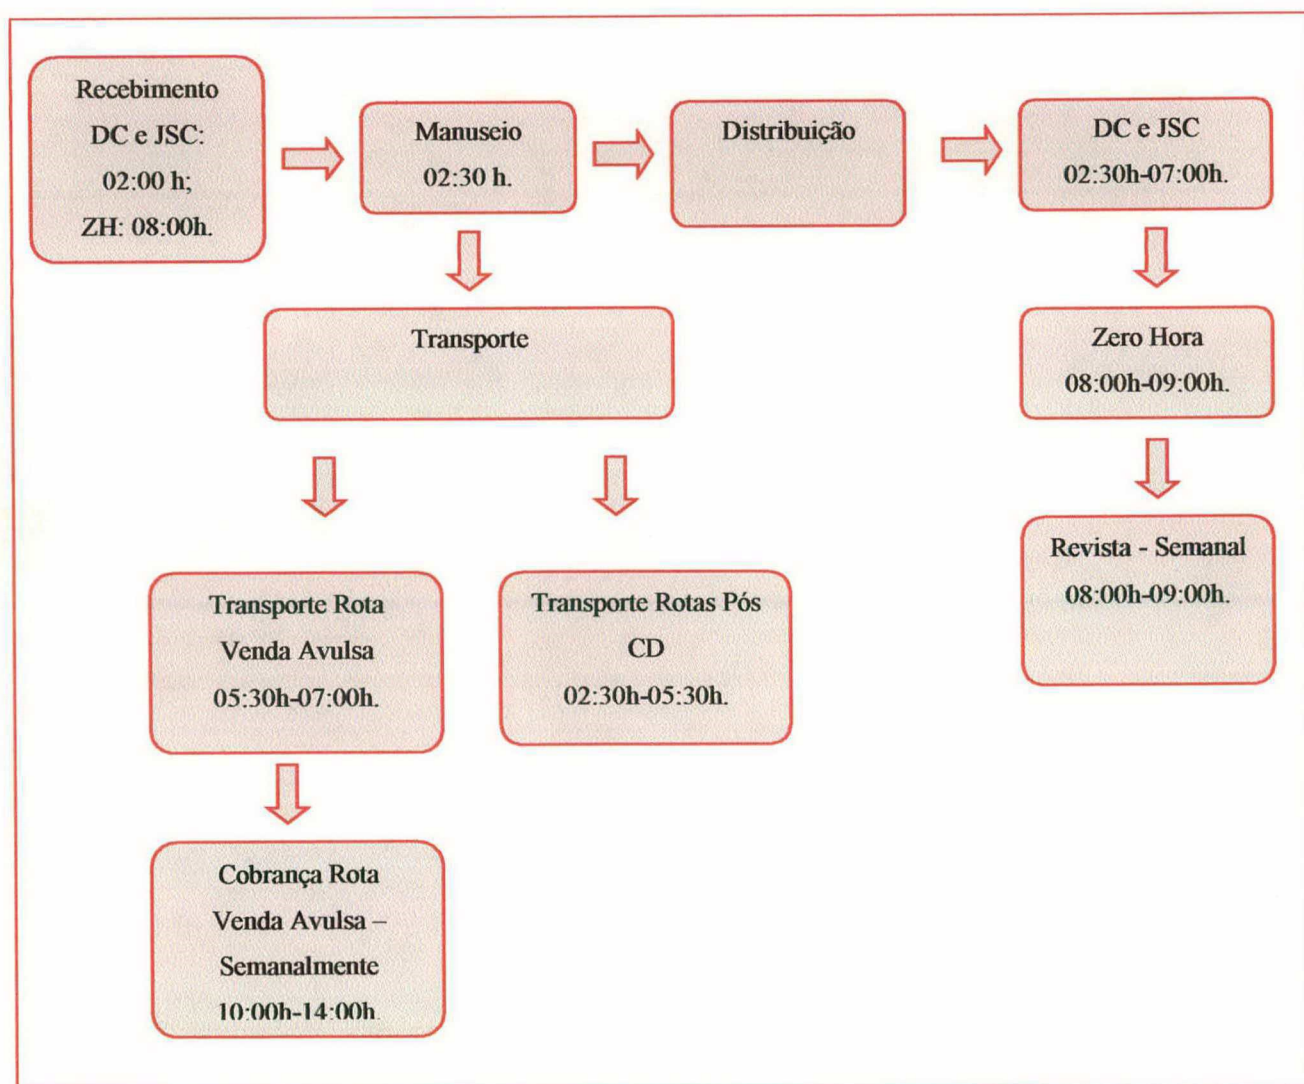 Recebimento
DC e JSC:
02:00 h;
ZH: 08:00h.
Manuseio
02:30 h.
Distribuição
DC e JSC
02:30h-07:00h.
Transporte
Zero Hora
08:00h-09:00h.
Revista - Semanal
08:00h-09:00h.
Transporte Rota
Venda Avulsa
05:30h-07:00h.
Transporte Rotas Pós
CD
02:30h-05:30h.
Cobrança Rota
Venda Avulsa –
Semanalmente
10:00h-14:00h.